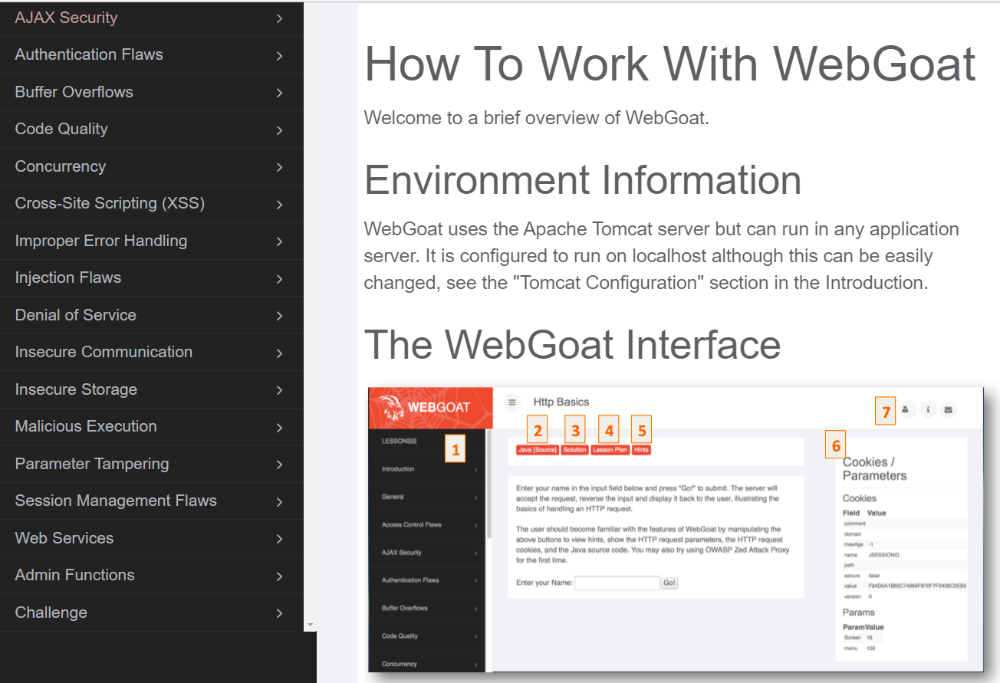 AJAX Security
Authentication Flaws
Buffer Overflows
Code Quality
Concurrency
Cross-Site Scripting (XSS)
Improper Error Handling
Injection Flaws
Denial of Service
Insecure Communication
Insecure Storage
Malicious Execution
Parameter Tampering
Session Management Flaws
Web Services
Admin Functions
Challenge
How To Work With WebGoat
Welcome to a brief overview of WebGoat.
Environment Information
WebGoat uses the Apache Tomcat server but can run in any application
server. It is configured to run on localhost although this can be easily
changed, see the "Tomcat Configuration" section in the Introduction.
The WebGoat Interface
WEBGOAT
Http Basics
7
1
2
3
4
5
6
LESSONS
Introduction
General
Access Control Flaws
AJAX Security
Authentication Flaws
Buffer Overflows
Code Quality
Concurrency
Java [Source] Solution Lesson Plan Hints
Enter your name in the input field below and press "Go!" to submit. The server will
accept the request, reverse the input and display it back to the user, illustrating the
basics of handling an HTTP request.
The user should become familiar with the features of WebGoat by manipulating the
above buttons to view hints, show the HTTP request parameters, the HTTP request
cookies, and the Java source code. You may also try using OWASP Zed Attack Proxy
for the first time.
Enter your Name: Go!
Cookies /
Parameters
Cookies
Field Value
comment
domain
maxAge -1
name JSESSIONID
path
secure false
value
version 0
Params
ParamValue
Screen 16
menu 100